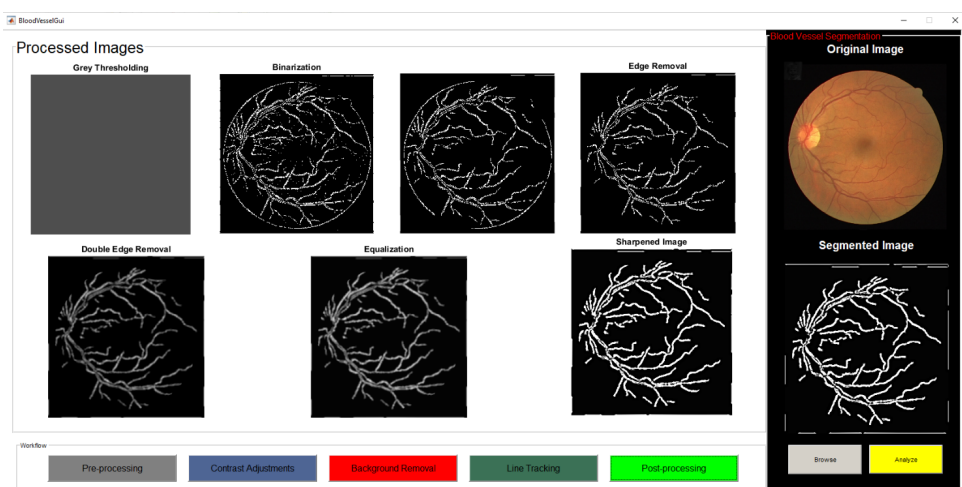 BloodVesselGui
Processed Images
Grey Thresholding
Binarization
Edge Removal
Double Edge Removal
Equalization
Sharpened Image
Blood Vessel Segmentation
Original Image
Segmented Image
Browse
Analyze
Workflow
Pre-processing
Contrast Adjustments
Background Removal
Line Tracking
Post-processing